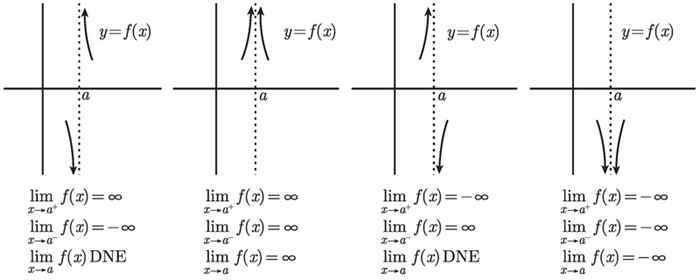 y=f(x) y=f(x) y=f(x) y=f(x)
a a a a
lim x→a⁺ f(x)=∞ lim x→a⁺ f(x)=∞ lim x→a⁺ f(x)=−∞ lim x→a⁺ f(x)=−∞
lim x→a⁻ f(x)=−∞ lim x→a⁻ f(x)=∞ lim x→a⁻ f(x)=∞ lim x→a⁻ f(x)=−∞
lim x→a f(x) DNE lim x→a f(x)=∞ lim x→a f(x) DNE lim x→a f(x)=−∞